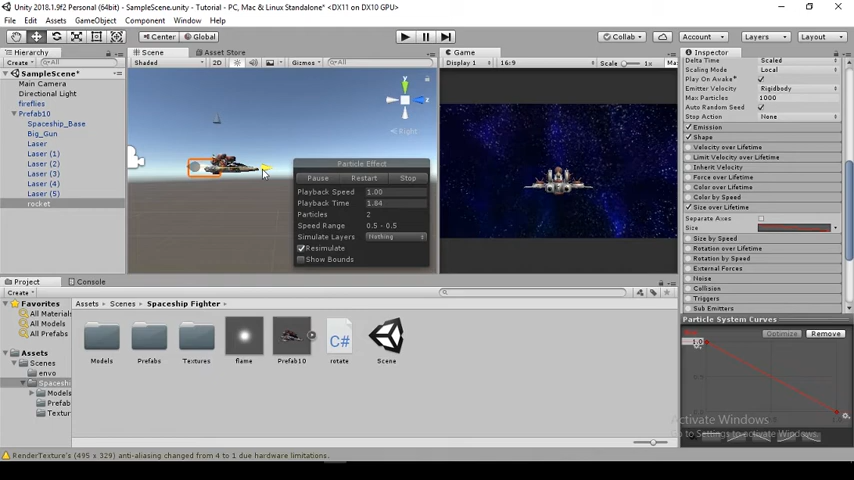 Unity 2018.1.9f2 Personal (64bit) - SampleScene.unity - Tutorial - PC, Mac & Linux Standalone* <DX11 on DX10 GPU>
File Edit Assets GameObject Component Window Help
Center Global Collab Account Layers Layout
Hierarchy Scene Asset Store Game Inspector
Create All Shaded 2D Gizmos All Display 1 16:9 Scale 1x Ma
SampleScene*
Main Camera
Directional Light
fireflies
Prefab10
Spaceship_Base
Big_Gun
Laser
Laser (1)
Laser (2)
Laser (3)
Laser (4)
Laser (5)
rocket
y
z
Right
Particle Effect
Pause Restart Stop
Playback Speed 1.00
Playback Time 1.84
Particles 2
Speed Range 0.5 - 0.5
Simulate Layers Nothing
Resimulate
Show Bounds
Delta Time Scaled
Scaling Mode Local
Play On Awake*
Emitter Velocity Rigidbody
Max Particles 1000
Auto Random Seed
Stop Action None
Emission
Shape
Velocity over Lifetime
Limit Velocity over Lifetime
Inherit Velocity
Force over Lifetime
Color over Lifetime
Color by Speed
Size over Lifetime
Separate Axes
Size
Size by Speed
Rotation over Lifetime
Rotation by Speed
External Forces
Noise
Collision
Triggers
Sub Emitters
Particle System Curves
Optimize Remove
1.0
Project Console
Create
Favorites
All Materials
All Models
All Prefabs
Assets
Scenes
envo
Spaceship
Models
Prefab
Textur
Assets Scenes Spaceship Fighter
Models Prefabs Textures flame Prefab10 rotate Scene
C#
Activate Windows
Go to Settings to activate Windows.
RenderTexture's (495 x 329) anti-aliasing changed from 4 to 1 due hardware limitations.